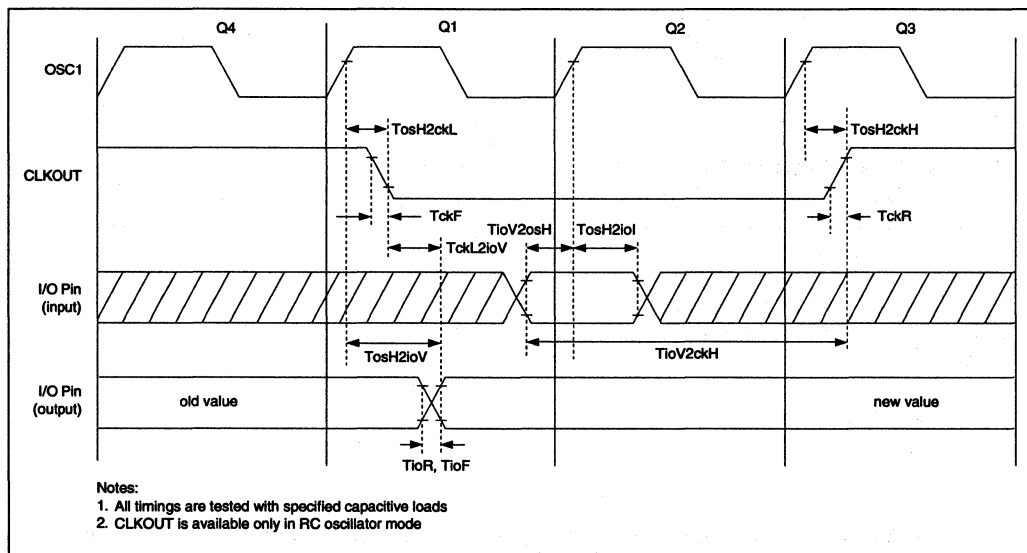 Q4 Q1 Q2 Q3
OSC1
TosH2ckL TosH2ckH
CLKOUT
TckF TioV2osH TosH2ioI TckR
TckL2ioV
I/O Pin
(input)
TosH2ioV TioV2ckH
I/O Pin
(output)
old value new value
TioR, TioF
Notes:
1. All timings are tested with specified capacitive loads
2. CLKOUT is available only in RC oscillator mode